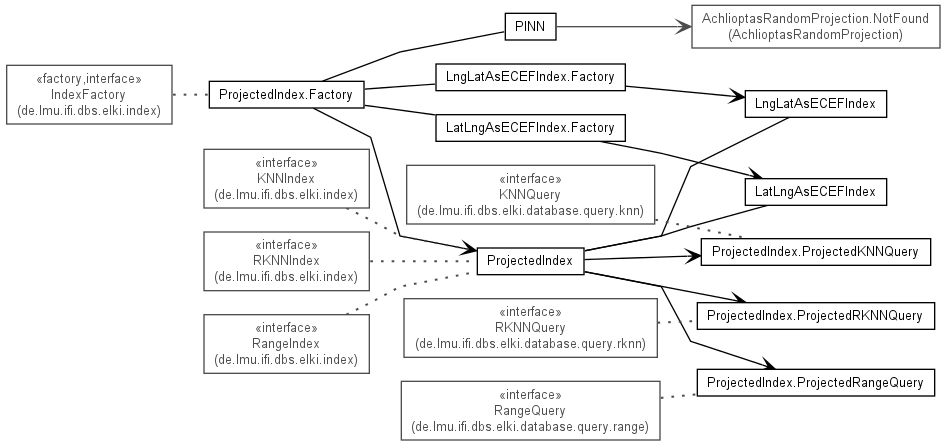 PINN
AchlioptasRandomProjection.NotFound
(AchlioptasRandomProjection)
«factory,interface»
IndexFactory
(de.lmu.ifi.dbs.elki.index)
ProjectedIndex.Factory
LngLatAsECEFIndex.Factory
LngLatAsECEFIndex
LatLngAsECEFIndex.Factory
«interface»
KNNIndex
(de.lmu.ifi.dbs.elki.index)
«interface»
KNNQuery
(de.lmu.ifi.dbs.elki.database.query.knn)
LatLngAsECEFIndex
«interface»
RKNNIndex
(de.lmu.ifi.dbs.elki.index)
ProjectedIndex
ProjectedIndex.ProjectedKNNQuery
«interface»
RangeIndex
(de.lmu.ifi.dbs.elki.index)
«interface»
RKNNQuery
(de.lmu.ifi.dbs.elki.database.query.rknn)
ProjectedIndex.ProjectedRKNNQuery
«interface»
RangeQuery
(de.lmu.ifi.dbs.elki.database.query.range)
ProjectedIndex.ProjectedRangeQuery